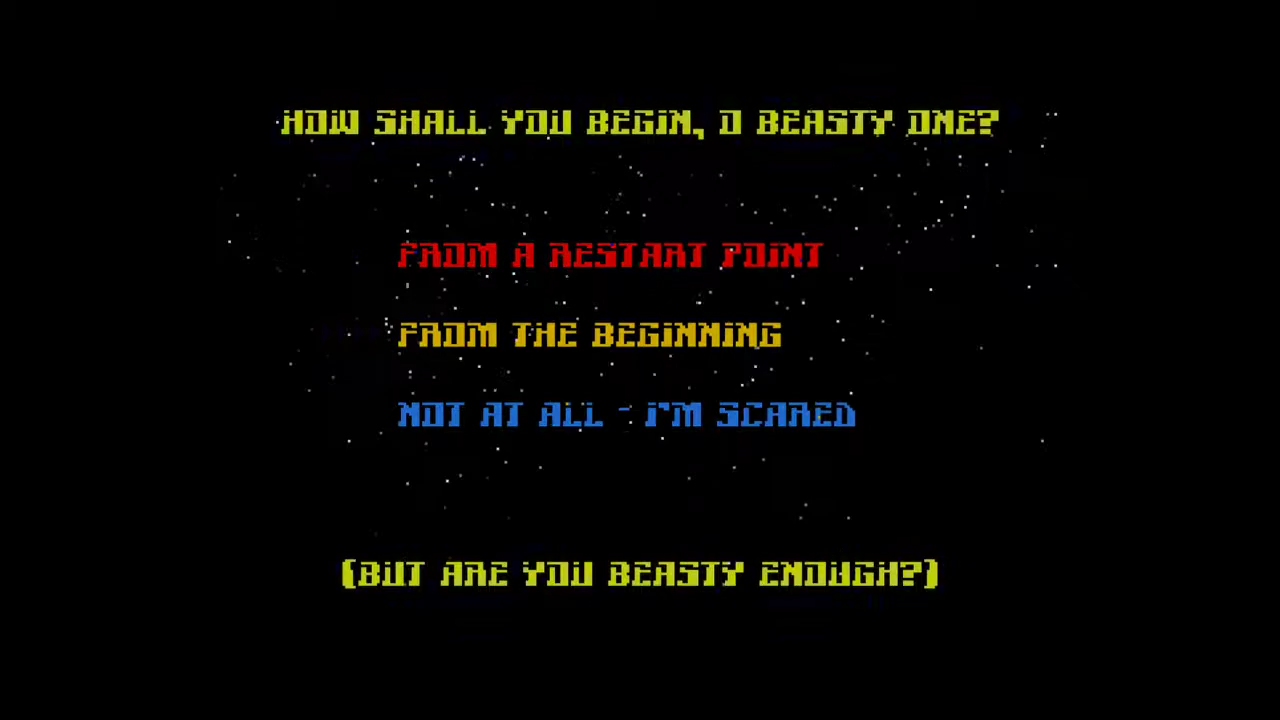 HOW SHALL YOU BEGIN, O BEASTY ONE?
FROM A RESTART POINT
FROM THE BEGINNING
NOT AT ALL - I'M SCARED
(BUT ARE YOU BEASTY ENOUGH?)